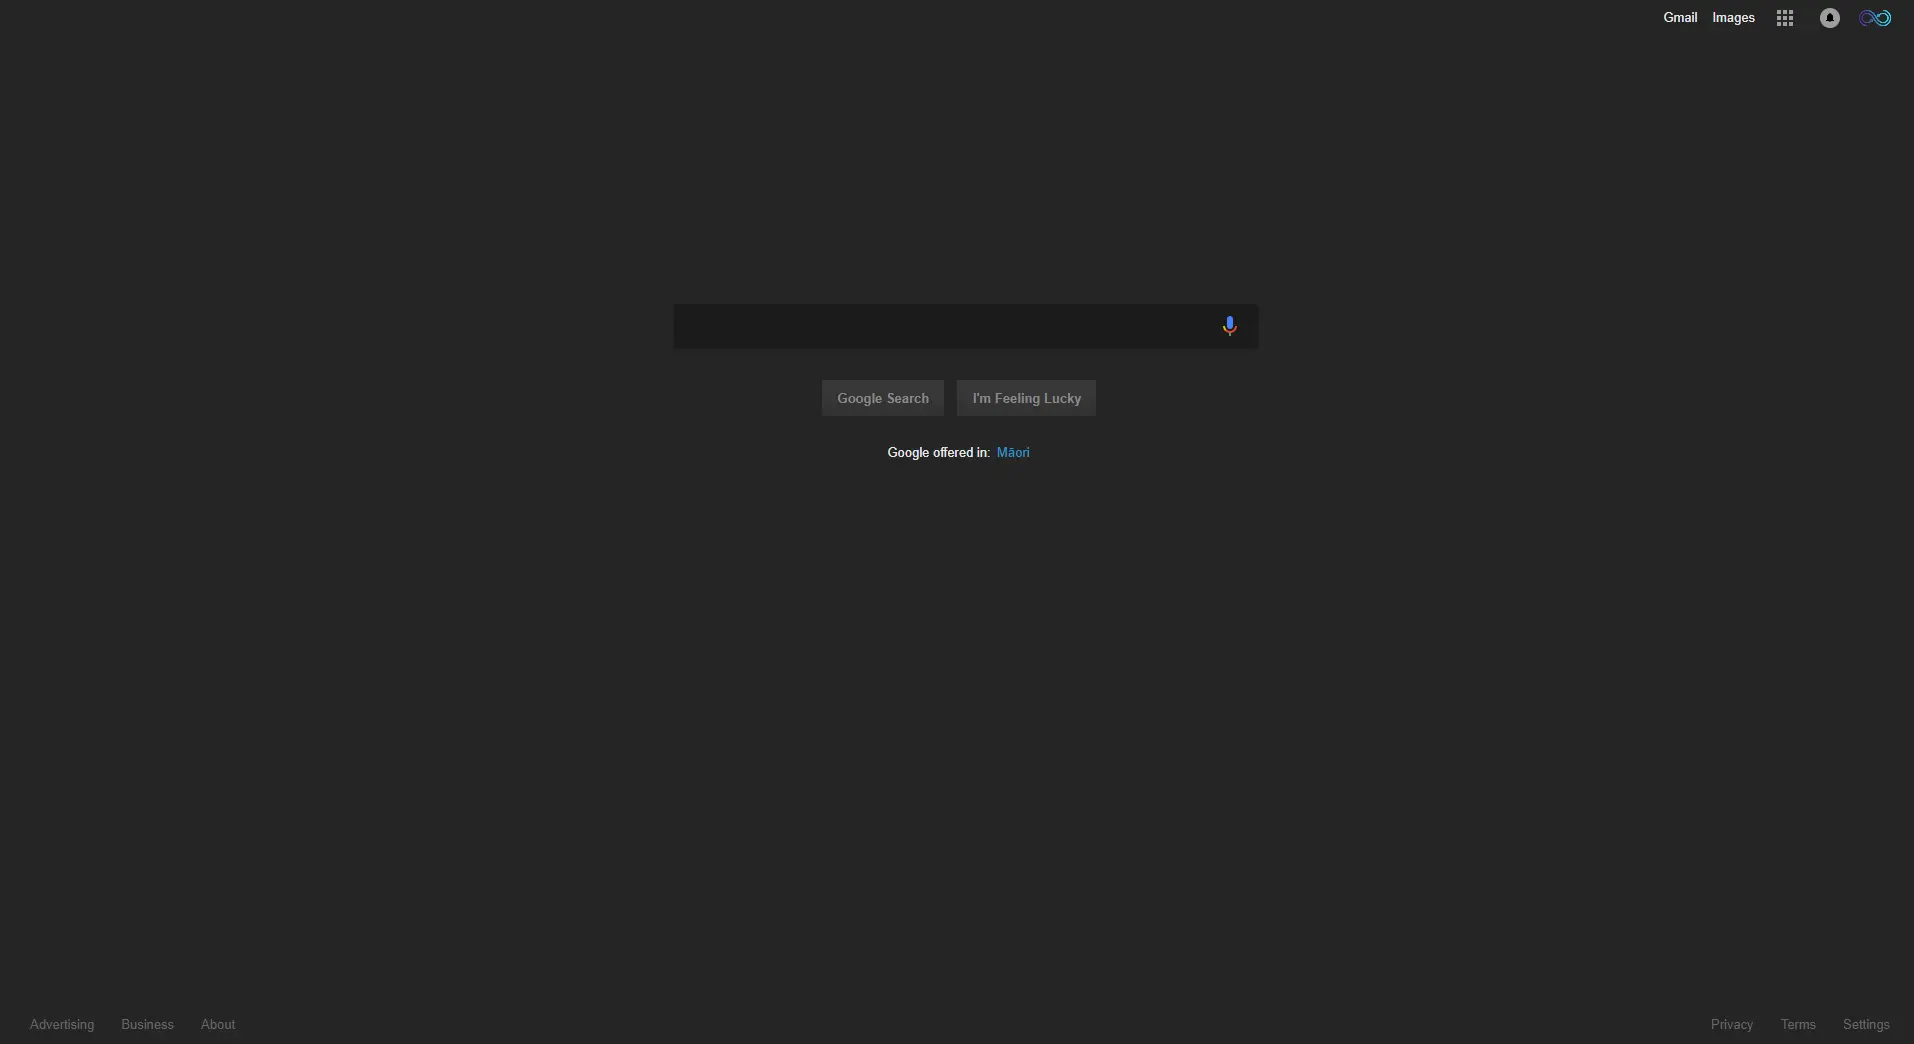 Gmail Images
Google Search I'm Feeling Lucky
Google offered in: Māori
Advertising Business About Privacy Terms Settings